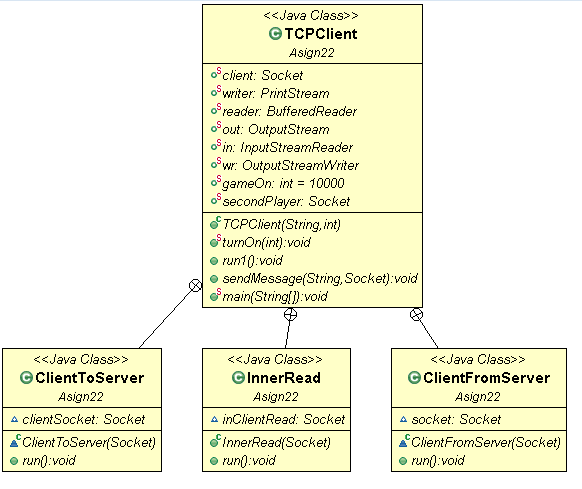 <<Java Class>>
TCPClient
Asign22
client: Socket
writer: PrintStream
reader: BufferedReader
out: OutputStream
in: InputStreamReader
wr: OutputStreamWriter
gameOn: int = 10000
secondPlayer: Socket
TCPClient(String,int)
turnOn(int):void
run1():void
sendMessage(String,Socket):void
main(String[]):void
<<Java Class>>
ClientToServer
Asign22
clientSocket: Socket
ClientToServer(Socket)
run():void
<<Java Class>>
InnerRead
Asign22
inClientRead: Socket
InnerRead(Socket)
run():void
<<Java Class>>
ClientFromServer
Asign22
socket: Socket
ClientFromServer(Socket)
run():void